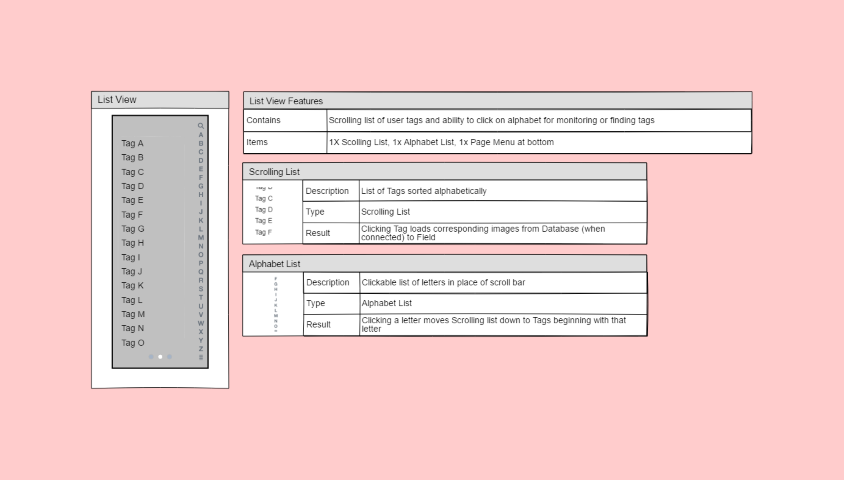 List View
Tag A
Tag B
Tag C
Tag D
Tag E
Tag F
Tag G
Tag H
Tag I
Tag J
Tag K
Tag L
Tag M
Tag N
Tag O
A
B
C
D
E
F
G
H
I
J
K
L
M
N
O
P
Q
R
S
T
U
V
W
X
Y
Z
List View Features
Contains Scrolling list of user tags and ability to click on alphabet for monitoring or finding tags
Items 1X Scolling List, 1x Alphabet List, 1x Page Menu at bottom
Scrolling List
Tag C
Tag D
Tag E
Tag F
Description List of Tags sorted alphabetically
Type Scrolling List
Result Clicking Tag loads corresponding images from Database (when
connected) to Field
Alphabet List
F
G
H
I
J
K
L
M
N
O
Description Clickable list of letters in place of scroll bar
Type Alphabet List
Result Clicking a letter moves Scrolling list down to Tags beginning with that
letter